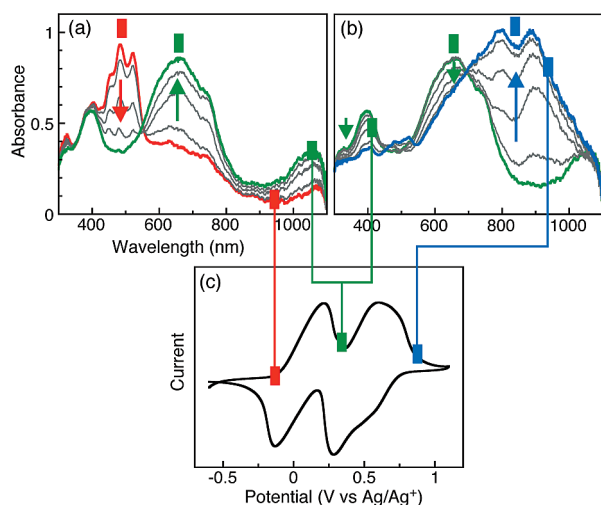 (a)
(b)
Absorbance
1
0.5
0
400 600 800 1000
400 600 800 1000
Wavelength (nm)
(c)
Current
-0.5 0 0.5 1
Potential (V vs Ag/Ag+)